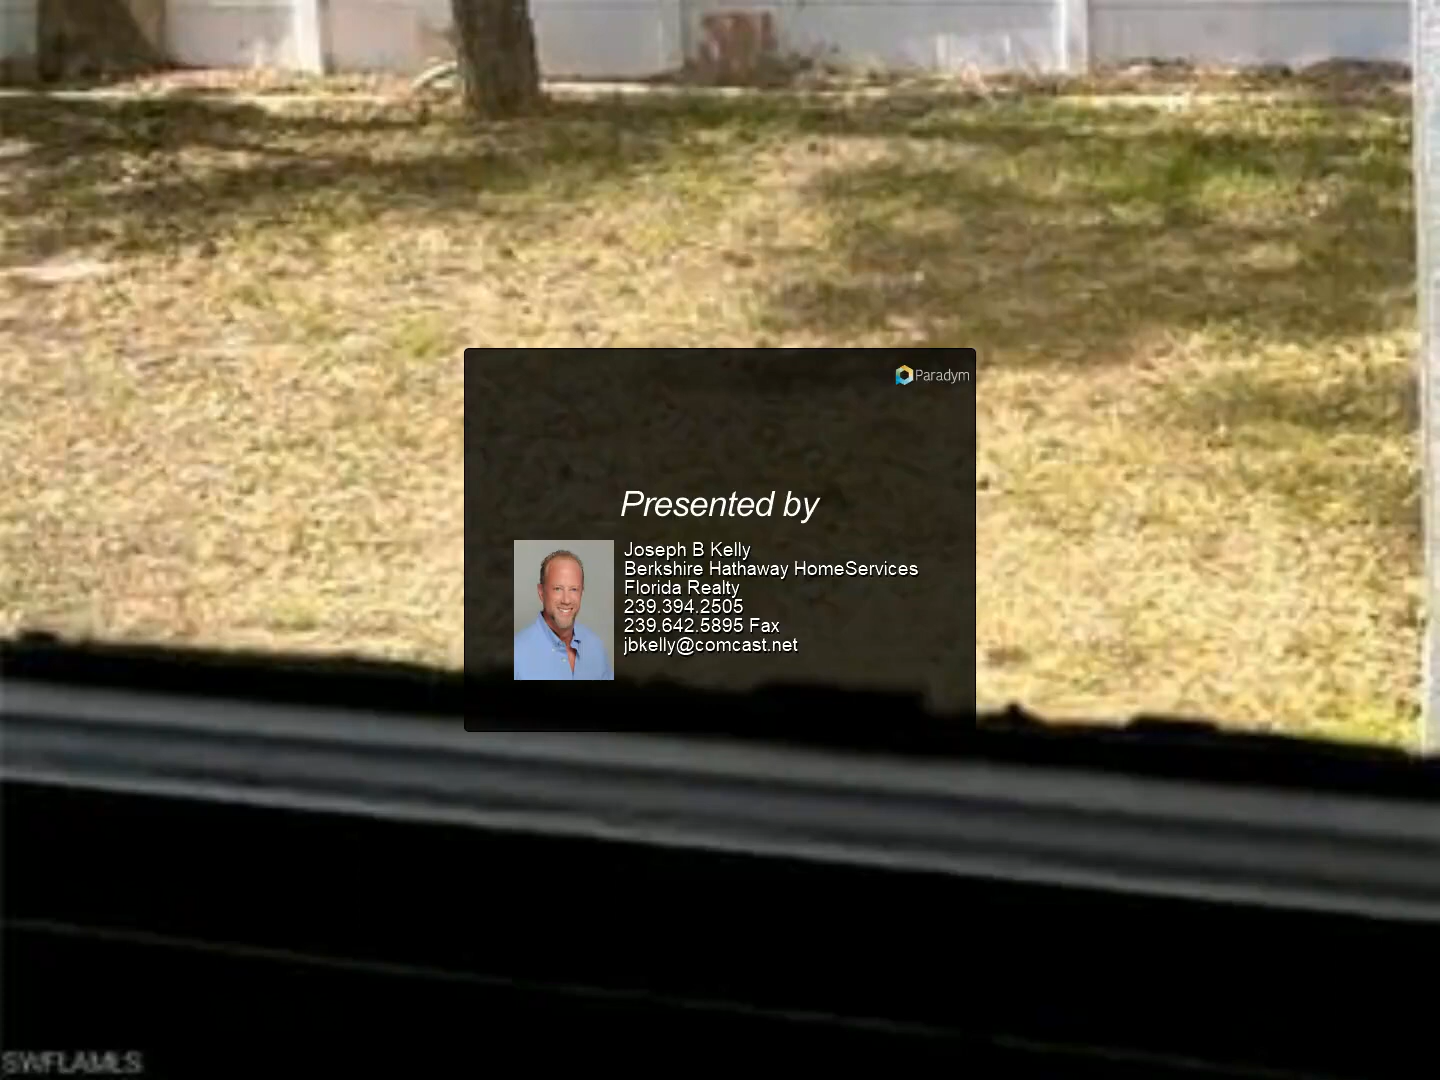 Paradym
Presented by
Joseph B Kelly
Berkshire Hathaway HomeServices
Florida Realty
239.394.2505
239.642.5895 Fax
jbkelly@comcast.net
SWFLAMLS